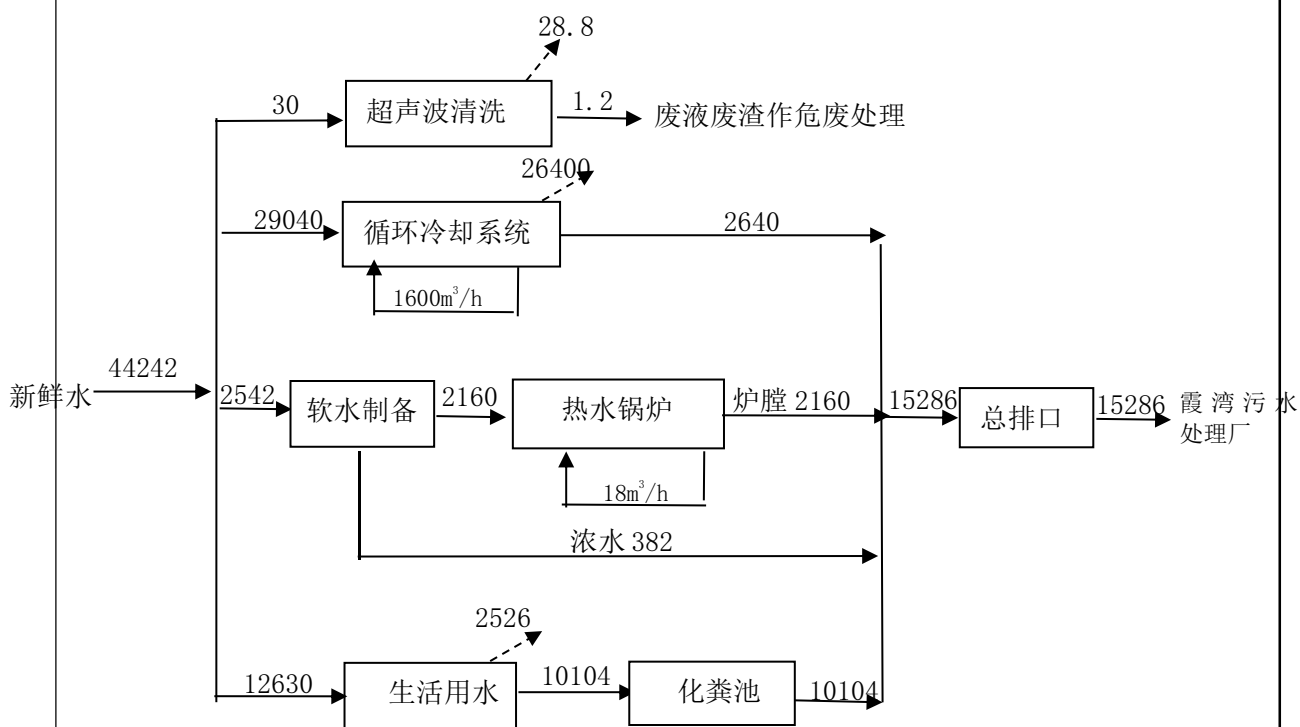 28.8
30
超声波清洗
1.2
废液废渣作危废处理
26400
29040
循环冷却系统
2640
1600m³/h
新鲜水
44242
2542
软水制备
2160
热水锅炉
炉膛 2160
15286
总排口
15286
霞湾污水
处理厂
18m³/h
浓水 382
2526
12630
生活用水
10104
化粪池
10104